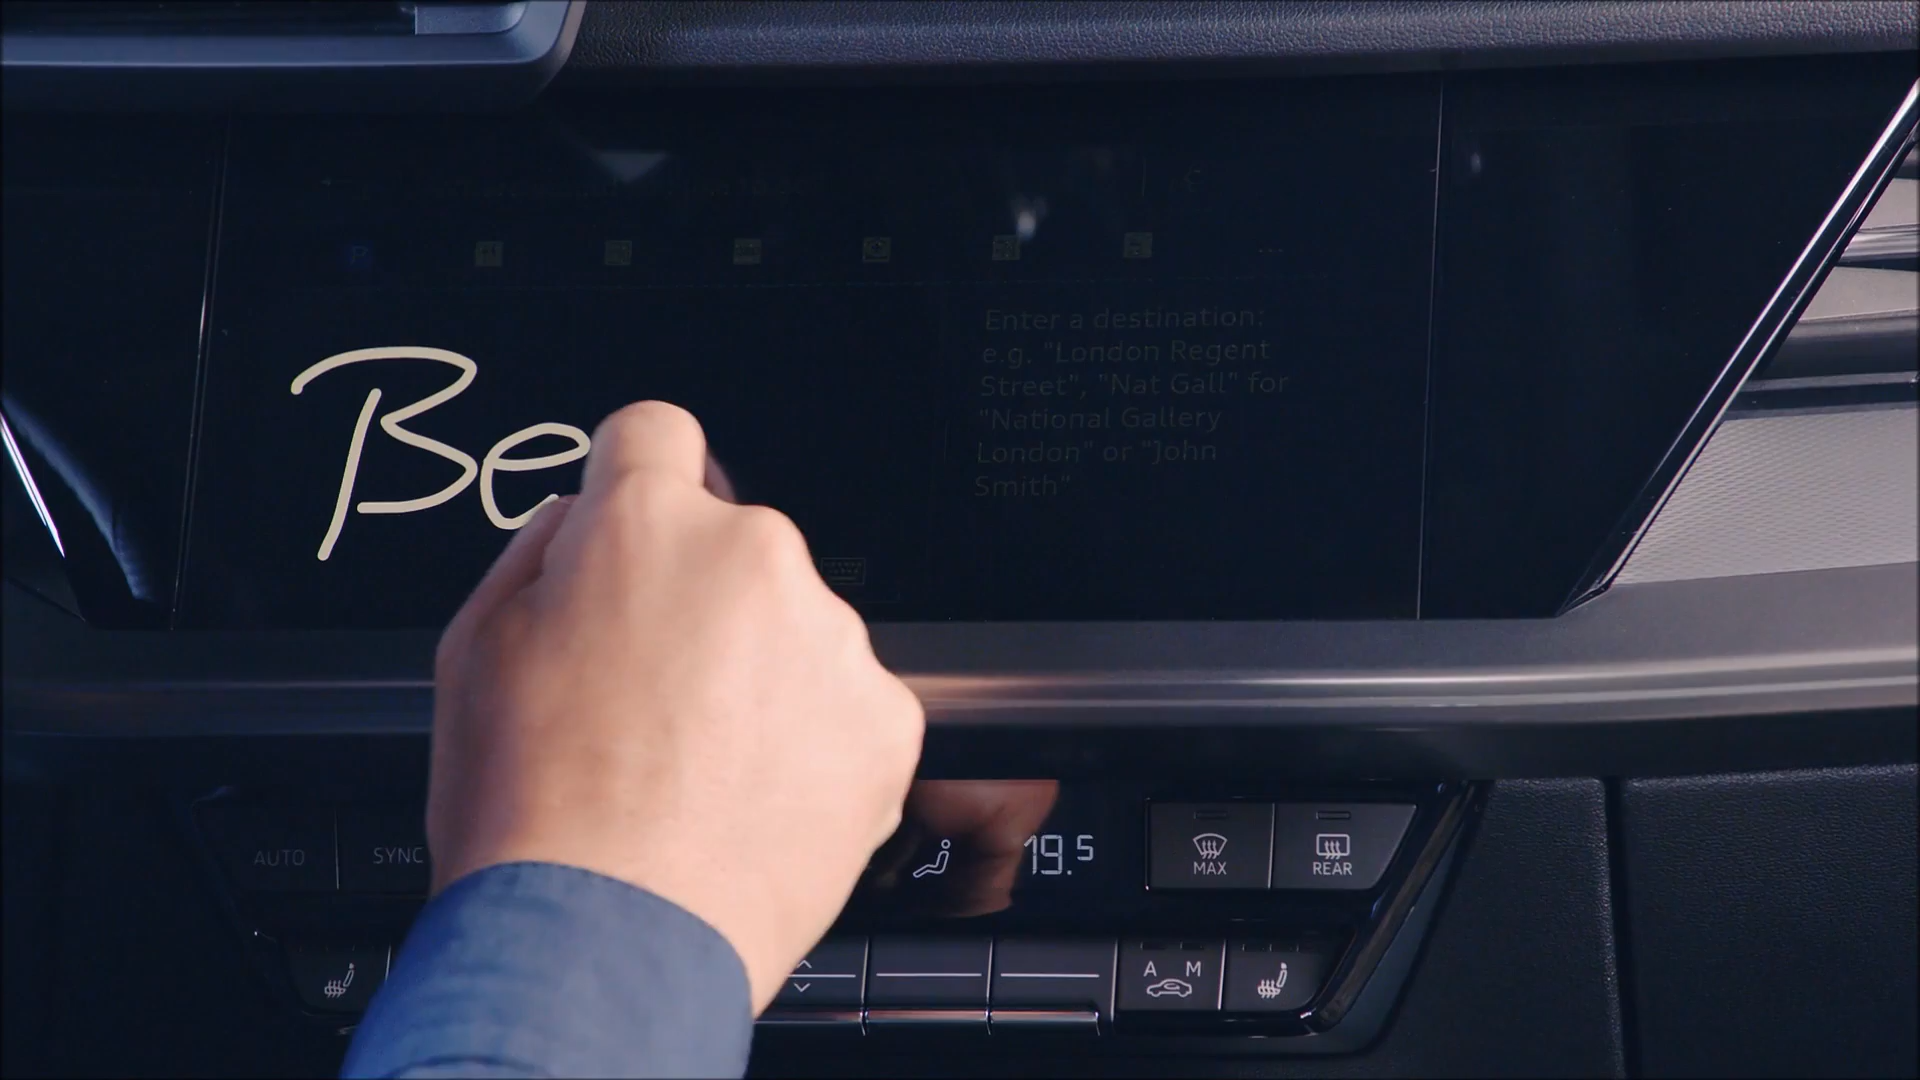 Enter a destination:
e.g. "London Regent
Street", "Nat Gall" for
"National Gallery
London" or "John
Smith"
Be
AUTO SYNC 19.5 MAX REAR
A M